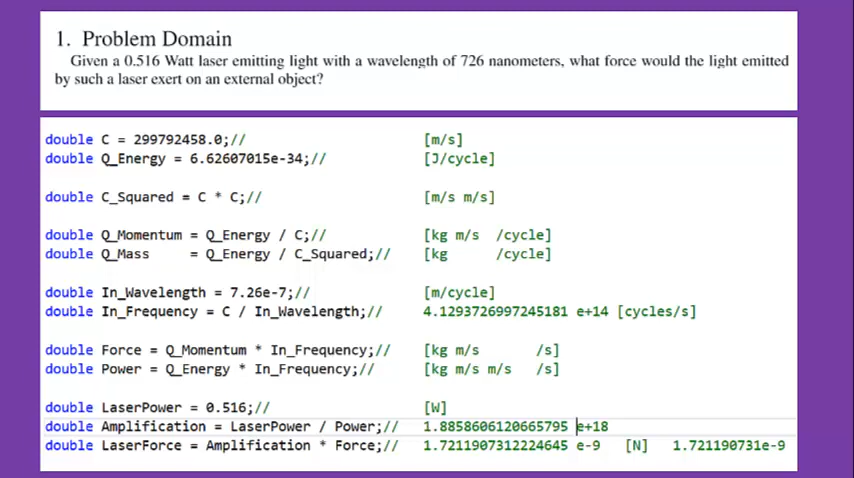 1. Problem Domain
Given a 0.516 Watt laser emitting light with a wavelength of 726 nanometers, what force would the light emitted
by such a laser exert on an external object?
double C = 299792458.0;// [m/s]
double Q_Energy = 6.62607015e-34;// [J/cycle]
double C_Squared = C * C;// [m/s m/s]
double Q_Momentum = Q_Energy / C;// [kg m/s /cycle]
double Q_Mass = Q_Energy / C_Squared;// [kg /cycle]
double In_Wavelength = 7.26e-7;// [m/cycle]
double In_Frequency = C / In_Wavelength;// 4.1293726997245181 e+14 [cycles/s]
double Force = Q_Momentum * In_Frequency;// [kg m/s /s]
double Power = Q_Energy * In_Frequency;// [kg m/s m/s /s]
double LaserPower = 0.516;// [W]
double Amplification = LaserPower / Power;// 1.8858606120665795 e+18
double LaserForce = Amplification * Force;// 1.7211907312224645 e-9 [N] 1.721190731e-9